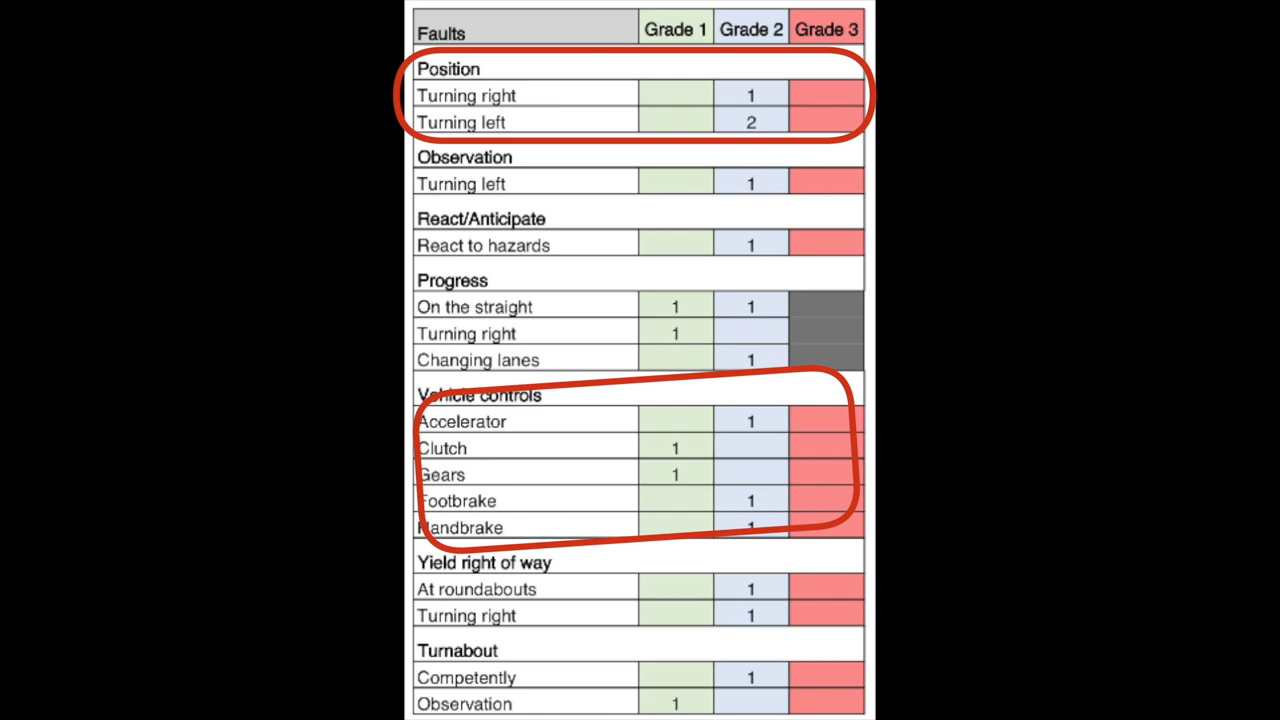 Faults Grade 1 Grade 2 Grade 3
Position
Turning right 1
Turning left 2
Observation
Turning left 1
React/Anticipate
React to hazards 1
Progress
On the straight 1 1
Turning right 1
Changing lanes 1
Vehicle controls
Accelerator 1
Clutch 1
Gears 1
Footbrake 1
Handbrake 1
Yield right of way
At roundabouts 1
Turning right 1
Turnabout
Competently 1
Observation 1